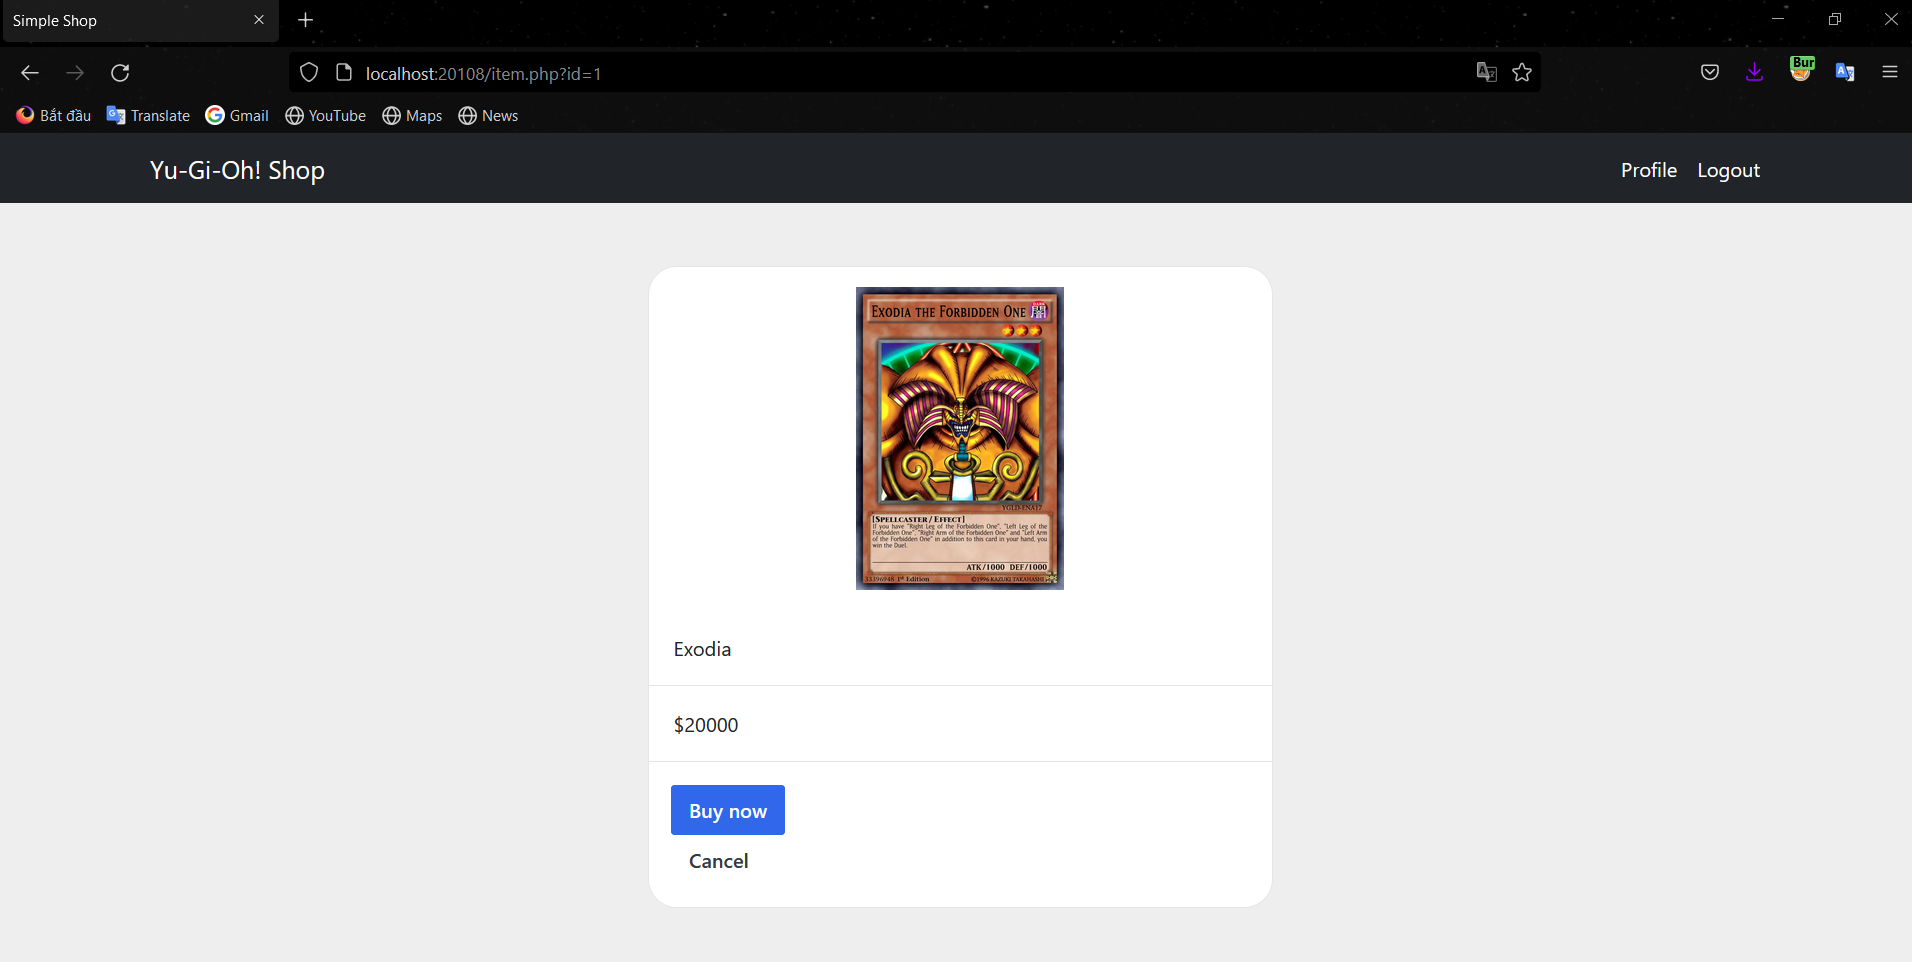 Simple Shop
localhost:20108/item.php?id=1
Bur
Bắt đầu Translate Gmail YouTube Maps News
Yu-Gi-Oh! Shop Profile Logout
Exodia the Forbidden One
YGLD-ENA17
[Spellcaster / Effect]
If you have "Right Leg of the Forbidden One", "Left Leg of the
Forbidden One", "Right Arm of the Forbidden One" and "Left Arm
of the Forbidden One" in addition to this card in your hand, you
win the Duel.
ATK/1000 DEF/1000
33396948 1st Edition ©1996 KAZUKI TAKAHASHI
Exodia
$20000
Buy now
Cancel